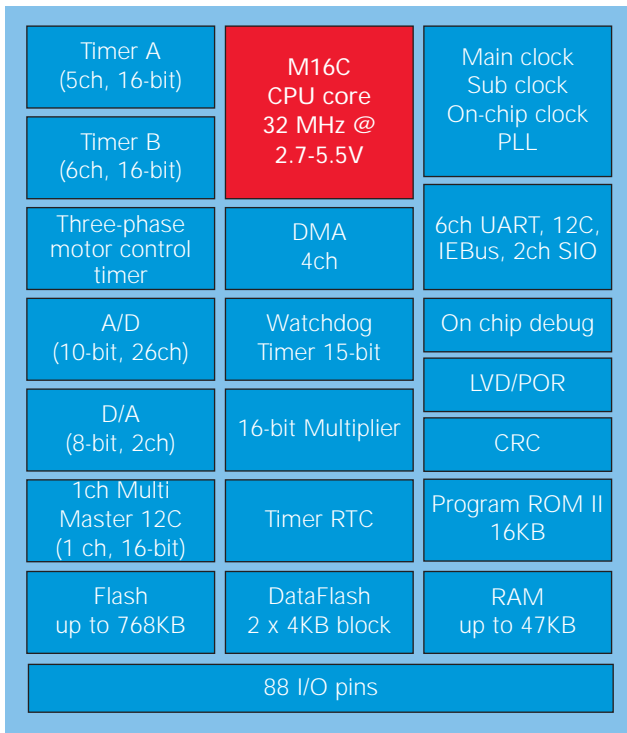 Timer A
(5ch, 16-bit)
Timer B
(6ch, 16-bit)
Three-phase
motor control
timer
A/D
(10-bit, 26ch)
D/A
(8-bit, 2ch)
1ch Multi
Master 12C
(1 ch, 16-bit)
Flash
up to 768KB
M16C
CPU core
32 MHz @
2.7-5.5V
DMA
4ch
Watchdog
Timer 15-bit
16-bit Multiplier
Timer RTC
DataFlash
2 x 4KB block
Main clock
Sub clock
On-chip clock
PLL
6ch UART, 12C,
IEBus, 2ch SIO
On chip debug
LVD/POR
CRC
Program ROM II
16KB
RAM
up to 47KB
88 I/O pins